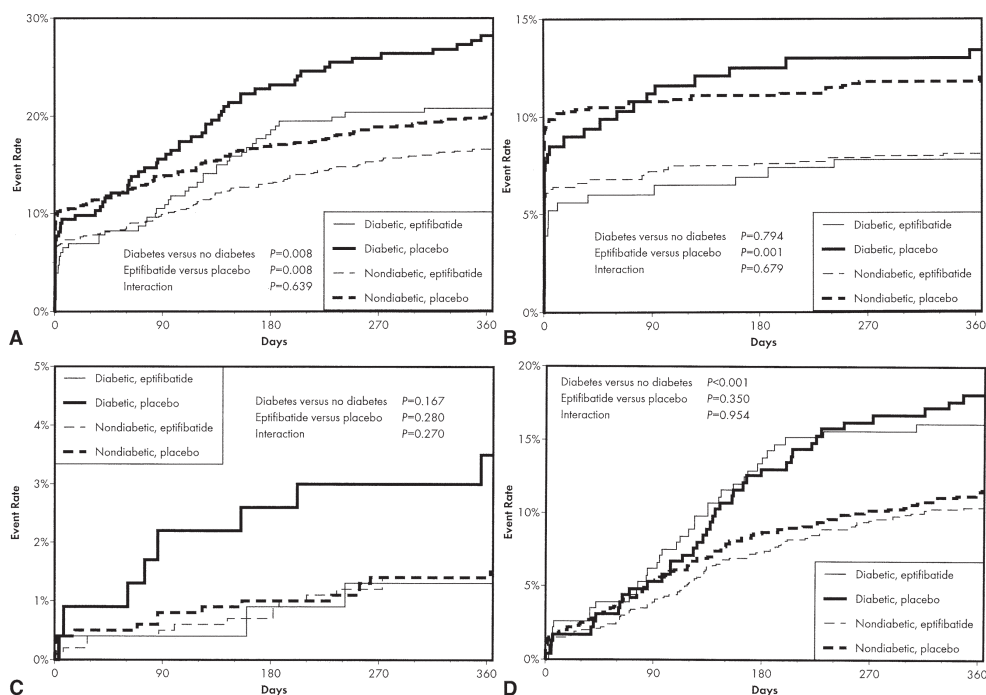 30%
20%
10%
0%
Event Rate
Diabetes versus no diabetes P=0.008
Eptifibatide versus placebo P=0.008
Interaction P=0.639
Diabetic, eptifibatide
Diabetic, placebo
Nondiabetic, eptifibatide
Nondiabetic, placebo
0 90 180 270 360
Days
A
15%
10%
5%
0%
Event Rate
Diabetes versus no diabetes P=0.794
Eptifibatide versus placebo P=0.001
Interaction P=0.679
Diabetic, eptifibatide
Diabetic, placebo
Nondiabetic, eptifibatide
Nondiabetic, placebo
0 90 180 270 360
Days
B
5%
4%
3%
2%
1%
0%
Event Rate
Diabetic, eptifibatide
Diabetic, placebo
Nondiabetic, eptifibatide
Nondiabetic, placebo
Diabetes versus no diabetes P=0.167
Eptifibatide versus placebo P=0.280
Interaction P=0.270
0 90 180 270 360
Days
C
20%
15%
10%
5%
0%
Event Rate
Diabetes versus no diabetes P<0.001
Eptifibatide versus placebo P=0.350
Interaction P=0.954
Diabetic, eptifibatide
Diabetic, placebo
Nondiabetic, eptifibatide
Nondiabetic, placebo
0 90 180 270 360
Days
D